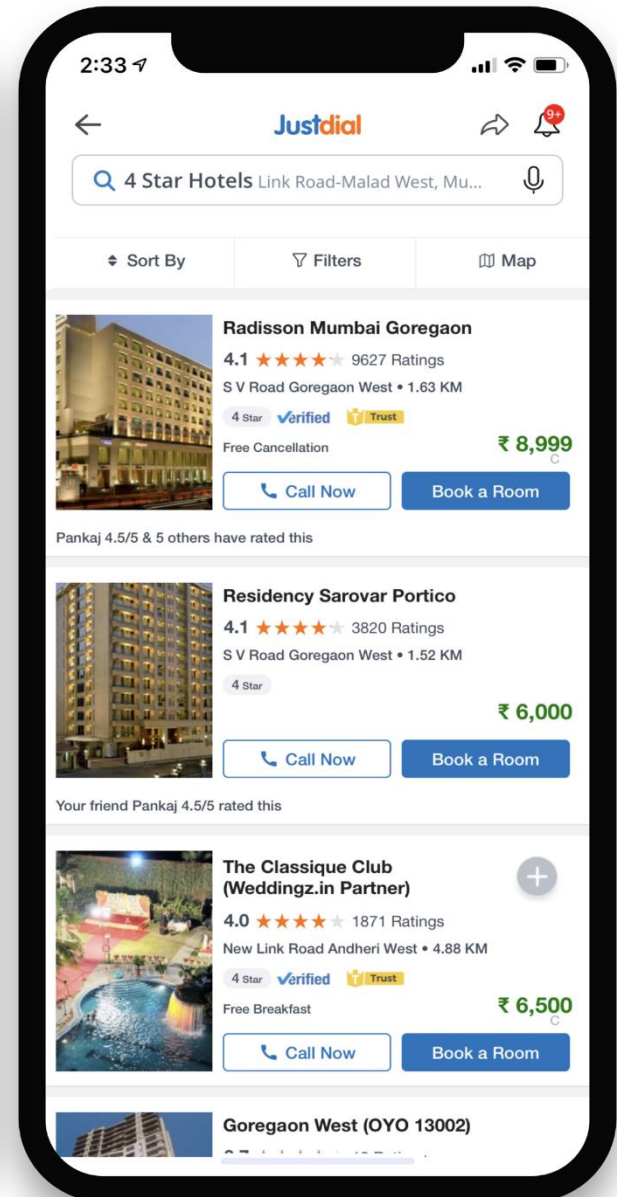 2:33
Justdial
9+
4 Star Hotels Link Road-Malad West, Mu...
Sort By
Filters
Map
Radisson Mumbai Goregaon
4.1 9627 Ratings
S V Road Goregaon West • 1.63 KM
4 Star Verified T Trust
Free Cancellation
₹ 8,999
C
Call Now
Book a Room
Pankaj 4.5/5 & 5 others have rated this
Residency Sarovar Portico
4.1 3820 Ratings
S V Road Goregaon West • 1.52 KM
4 Star
₹ 6,000
Call Now
Book a Room
Your friend Pankaj 4.5/5 rated this
The Classique Club
(Weddingz.in Partner)
4.0 1871 Ratings
New Link Road Andheri West • 4.88 KM
4 Star Verified T Trust
Free Breakfast
₹ 6,500
C
Call Now
Book a Room
Goregaon West (OYO 13002)